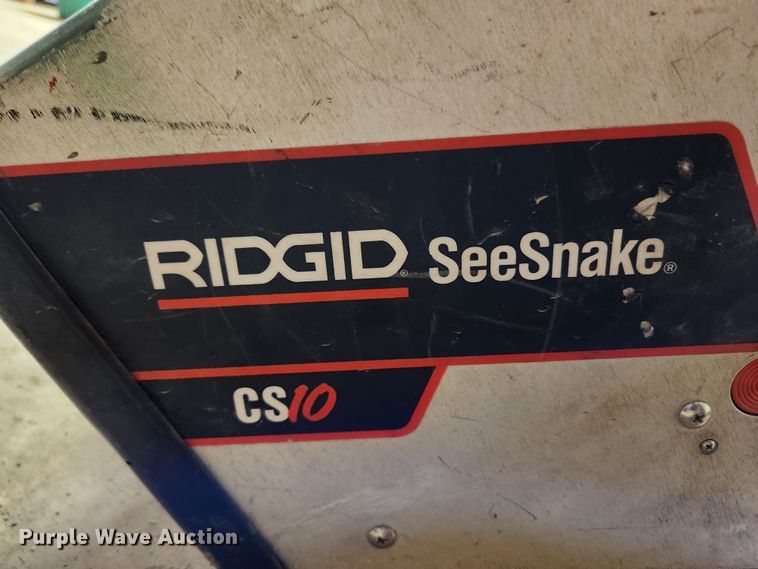 RIDGID® SeeSnake®
CS10
Purple Wave Auction